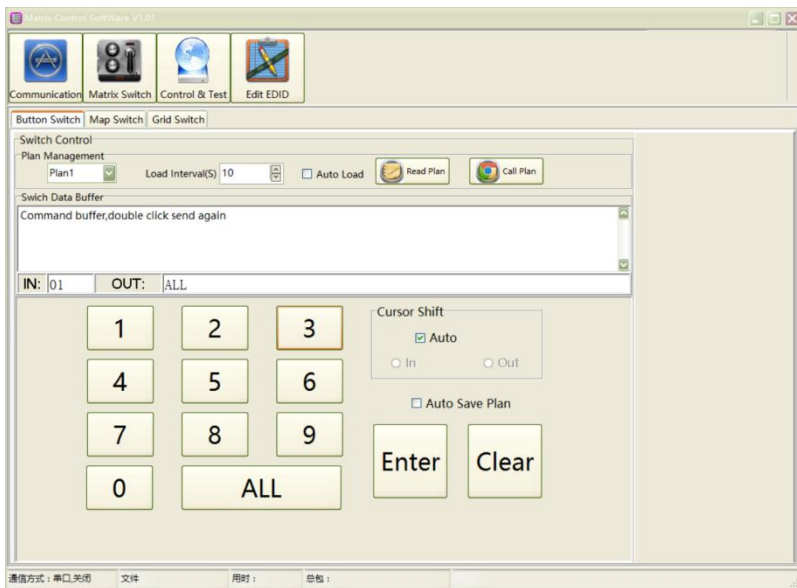 Matrix Control SoftWare V1.01
Communication Matrix Switch Control & Test Edit EDID
Button Switch Map Switch Grid Switch
Switch Control
Plan Management
Plan1 Load Interval(S) 10 Auto Load Read Plan Call Plan
Swich Data Buffer
Command buffer,double click send again
IN: 01 OUT: ALL
1 2 3
Cursor Shift
Auto
In Out
4 5 6
Auto Save Plan
7 8 9
Enter Clear
0 ALL
通信方式:串口,关闭 文件 用时: 总包: